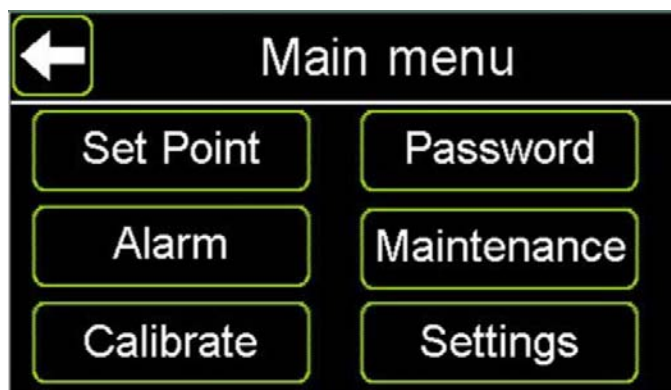 Main menu
Set Point
Password
Alarm
Maintenance
Calibrate
Settings